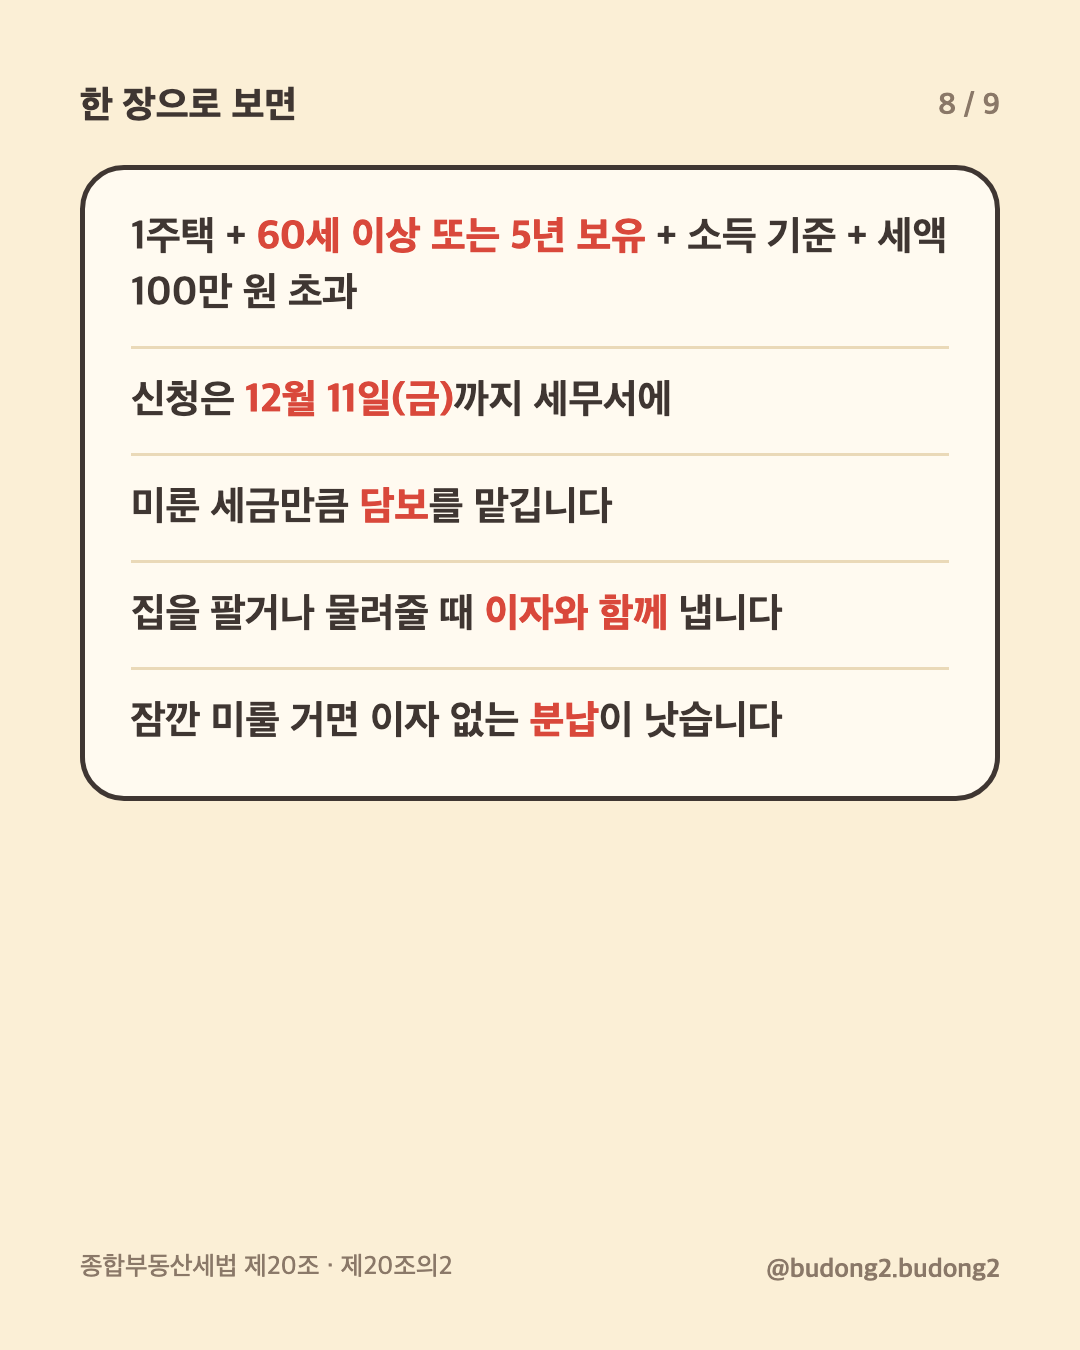 한 장으로 보면
8 / 9
1주택 + 60세 이상 또는 5년 보유 + 소득 기준 + 세액
100만 원 초과
신청은 12월 11일(금)까지 세무서에
미룬 세금만큼 담보를 맡깁니다
집을 팔거나 물려줄 때 이자와 함께 냅니다
잠깐 미룰 거면 이자 없는 분납이 낫습니다
종합부동산세법 제20조 · 제20조의2
@budong2.budong2